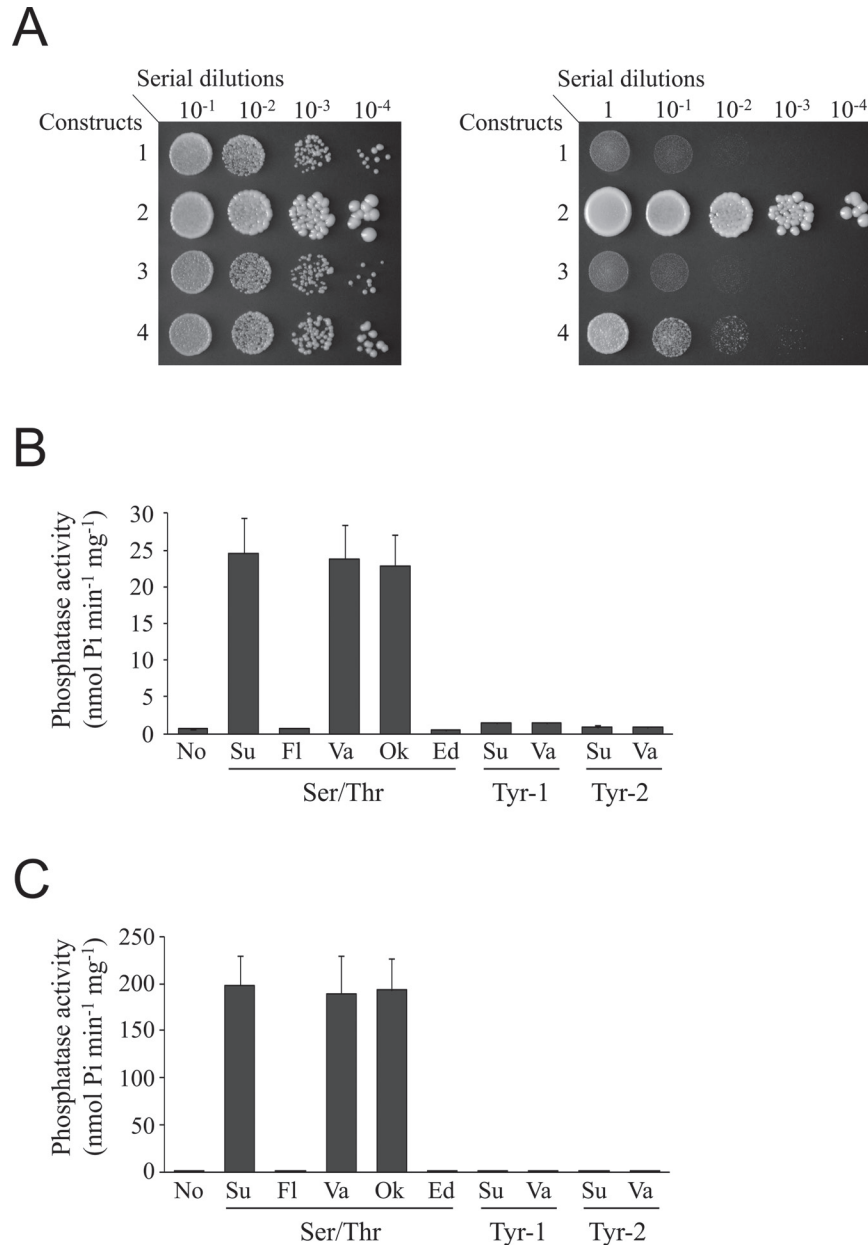 A
Serial dilutions
10⁻¹ 10⁻² 10⁻³ 10⁻⁴
Constructs
1
2
3
4
Serial dilutions
1 10⁻¹ 10⁻² 10⁻³ 10⁻⁴
Constructs
1
2
3
4
B
Phosphatase activity
(nmol Pi min⁻¹ mg⁻¹)
30
25
20
15
10
5
0
No Su Fl Va Ok Ed Su Va Su Va
Ser/Thr Tyr-1 Tyr-2
C
Phosphatase activity
(nmol Pi min⁻¹ mg⁻¹)
250
200
150
100
50
0
No Su Fl Va Ok Ed Su Va Su Va
Ser/Thr Tyr-1 Tyr-2